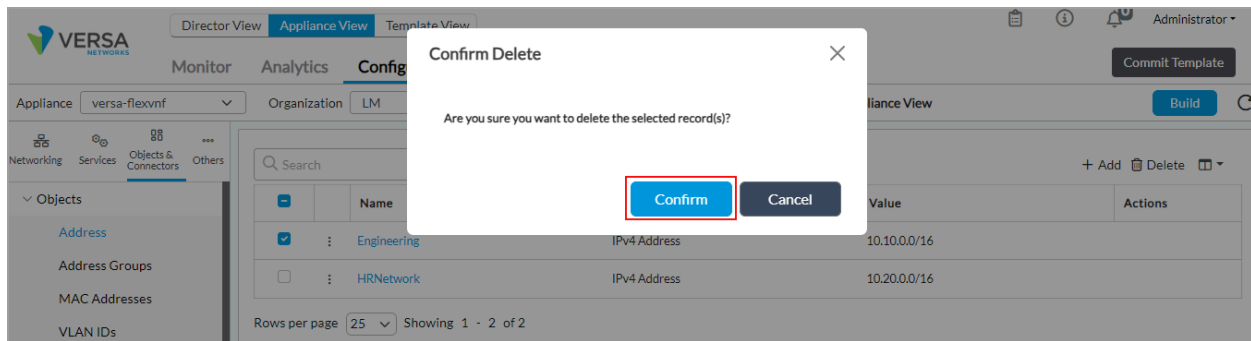 VERSA
NETWORKS
Director View Appliance View Template View
Administrator
Monitor Analytics Config
Commit Template
Confirm Delete
Appliance versa-flexvnf Organization LM liance View Build
Are you sure you want to delete the selected record(s)?
Networking Services Objects & Connectors Others
Search
+ Add Delete
Confirm Cancel
Objects
Name Value Actions
Address
Engineering IPv4 Address 10.10.0.0/16
Address Groups
HRNetwork IPv4 Address 10.20.0.0/16
MAC Addresses
VLAN IDs
Rows per page 25 Showing 1 - 2 of 2